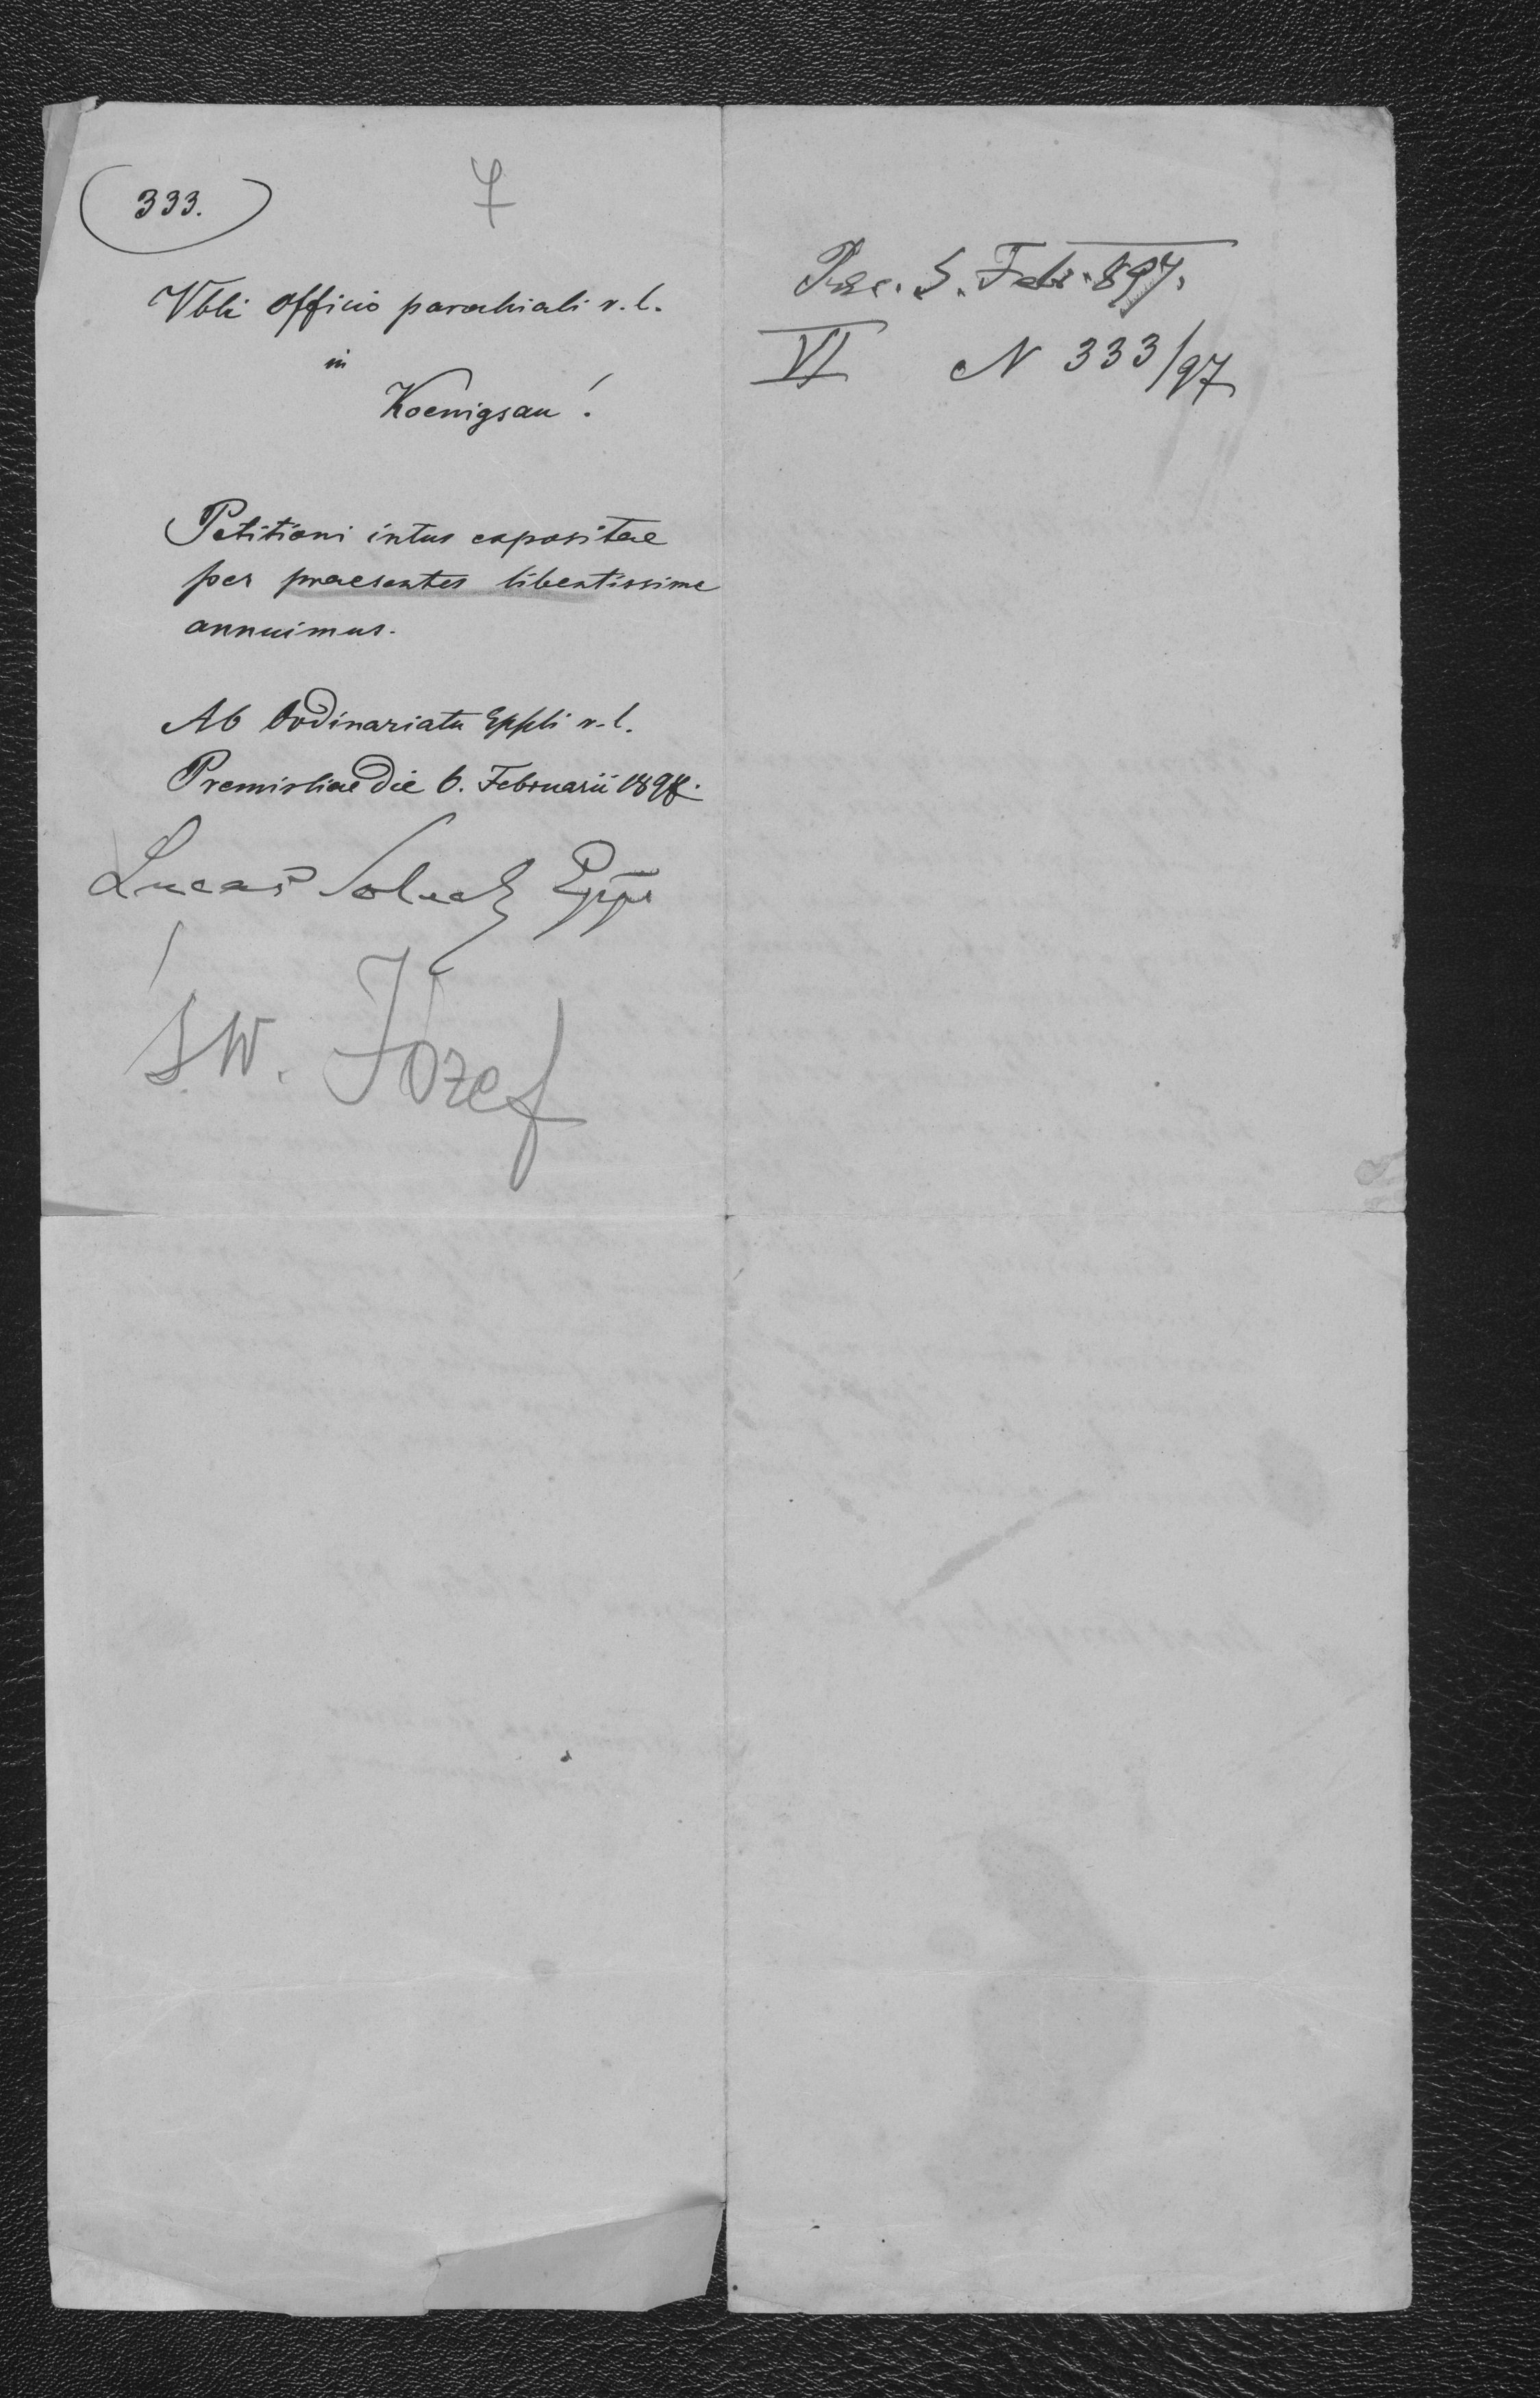 333.
7
Vbli officio parochiali r. l.
in
Koenigsau!
Petitioni intus expositae
per praesentes libentissime
annuimus.
Ab Ordinariatu Eppli r. l.
Premisliae die 6. Februarii 1897.
Lucas Solecki Eppus
św. Józef
Prae. 5. Febr. 897.
VI N 333/97